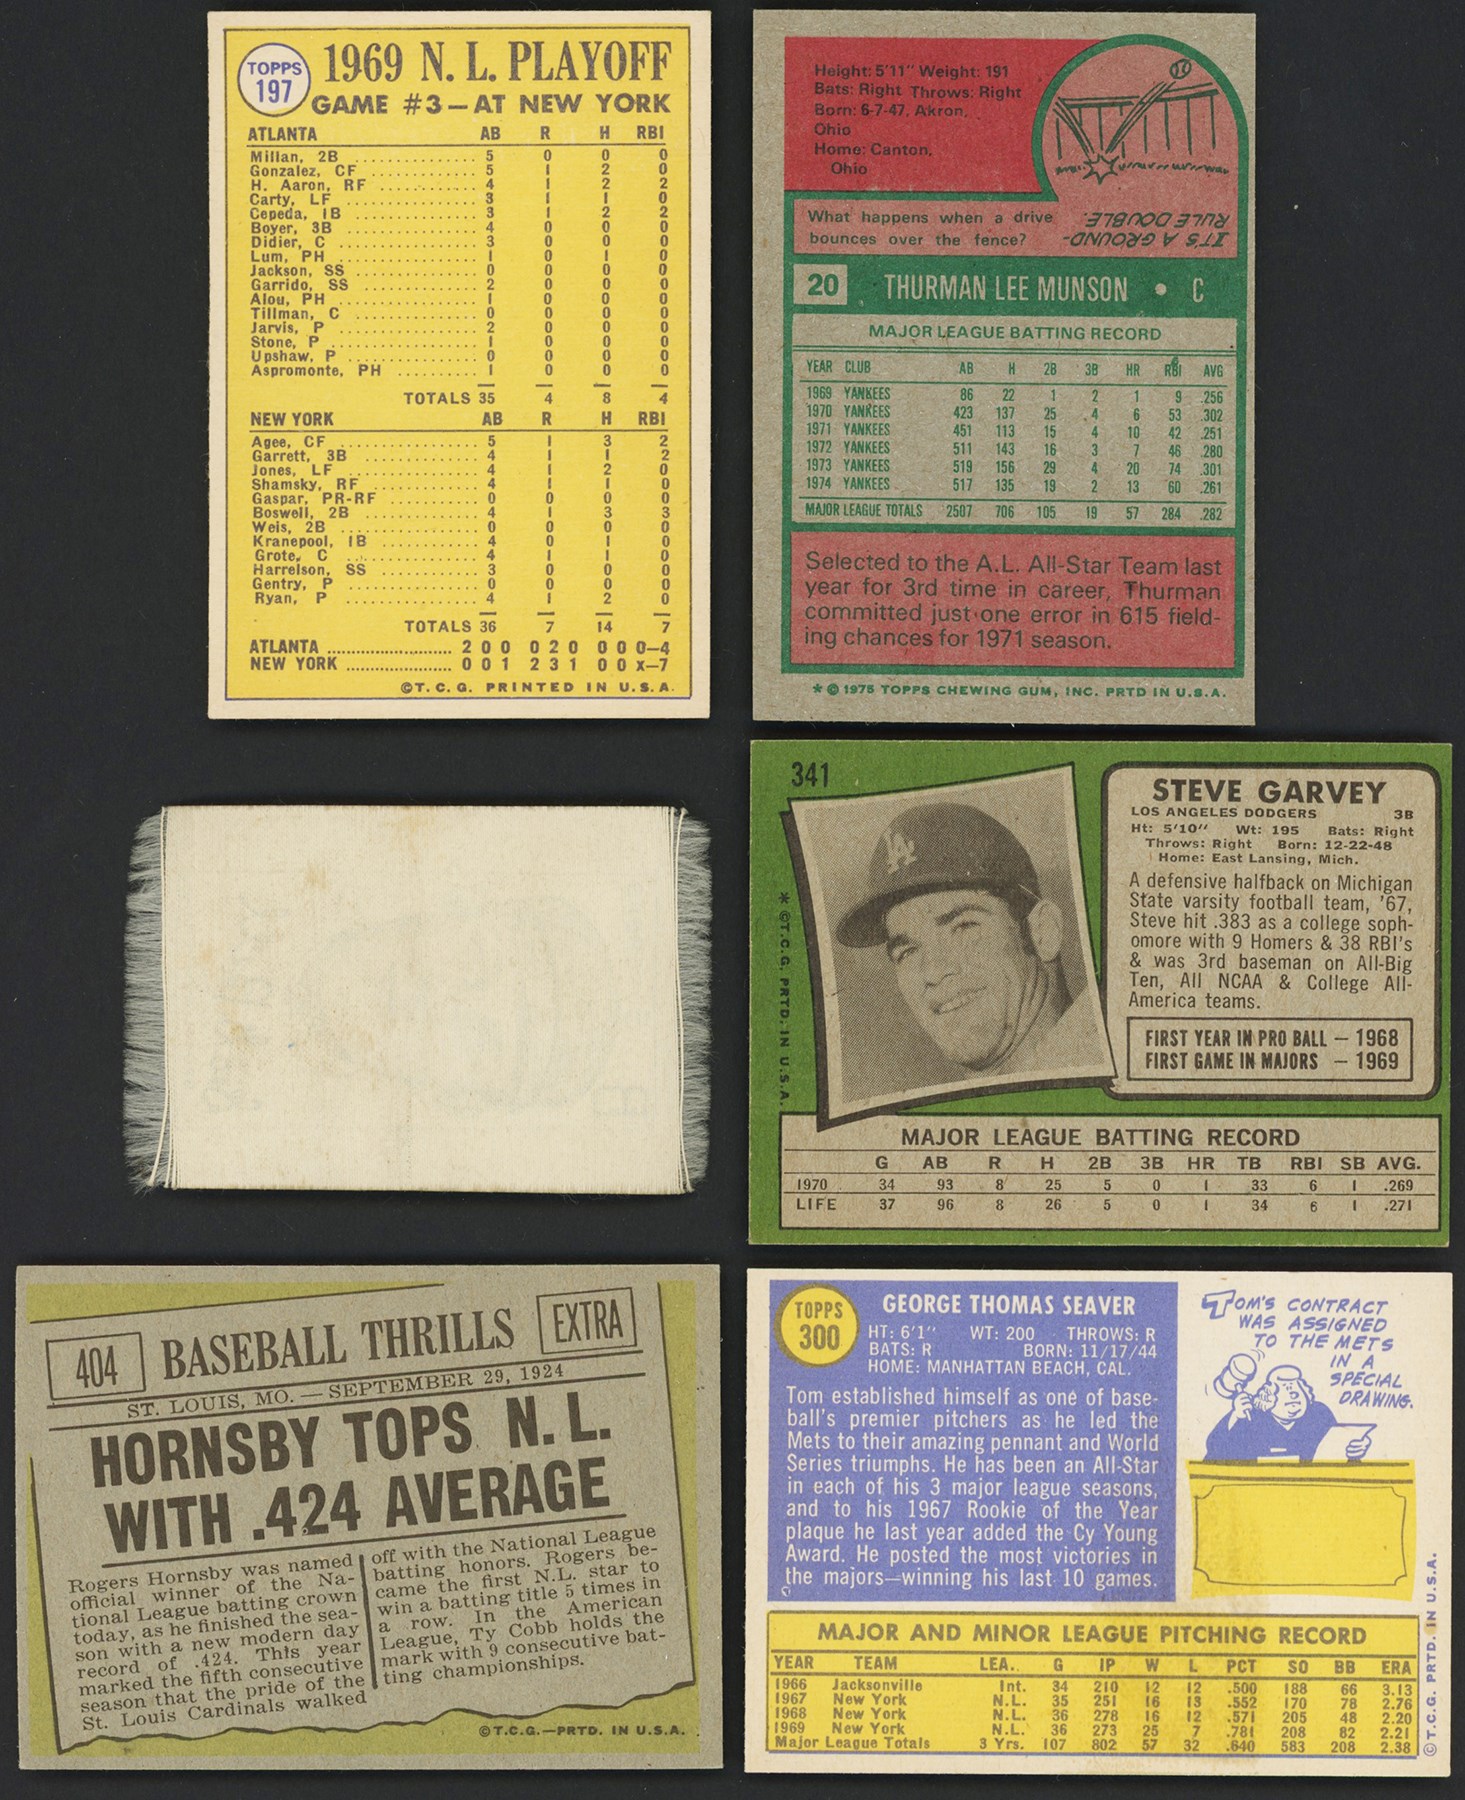 TOPPS
197
1969 N. L. PLAYOFF
GAME #3 — AT NEW YORK
ATLANTA AB R H RBI
Millan, 2B 5 0 0 0
Gonzalez, CF 5 1 2 0
H. Aaron, RF 4 1 2 2
Carty, LF 3 1 1 0
Cepeda, 1B 3 1 2 2
Boyer, 3B 4 0 0 0
Didier, C 3 0 0 0
Lum, PH 1 0 1 0
Jackson, SS 0 0 0 0
Garrido, SS 2 0 0 0
Alou, PH 1 0 0 0
Tillman, C 0 0 0 0
Jarvis, P 2 0 0 0
Stone, P 1 0 0 0
Upshaw, P 0 0 0 0
Aspromonte, PH 1 0 0 0
TOTALS 35 4 8 4
NEW YORK AB R H RBI
Agee, CF 5 1 3 2
Garrett, 3B 4 1 1 2
Jones, LF 4 1 2 0
Shamsky, RF 4 1 1 0
Gaspar, PR-RF 0 0 0 0
Boswell, 2B 4 1 3 3
Weis, 2B 0 0 0 0
Kranepool, 1B 4 0 1 0
Grote, C 4 1 1 0
Harrelson, SS 3 0 0 0
Gentry, P 0 0 0 0
Ryan, P 4 1 2 0
TOTALS 36 7 14 7
ATLANTA 2 0 0 0 2 0 0 0 0—4
NEW YORK 0 0 1 2 3 1 0 0 x—7
©T. C. G. PRINTED IN U. S. A.
Height: 5'11" Weight: 191
Bats: Right Throws: Right
Born: 6-7-47, Akron,
Ohio
Home: Canton,
Ohio
What happens when a drive
bounces over the fence?
IT'S A GROUND-
RULE DOUBLE.
20 THURMAN LEE MUNSON • C
MAJOR LEAGUE BATTING RECORD
YEAR CLUB AB H 2B 3B HR RBI AVG
1969 YANKEES 86 22 1 2 1 9 .256
1970 YANKEES 423 137 25 4 6 53 .302
1971 YANKEES 451 113 15 4 10 42 .251
1972 YANKEES 511 143 16 3 7 46 .280
1973 YANKEES 519 156 29 4 20 74 .301
1974 YANKEES 517 135 19 2 13 60 .261
MAJOR LEAGUE TOTALS 2507 706 105 19 57 284 .282
Selected to the A.L. All-Star Team last
year for 3rd time in career, Thurman
committed just one error in 615 field-
ing chances for 1971 season.
* © 1975 TOPPS CHEWING GUM, INC. PRTD IN U.S.A.
341
LA
* ©T.C.G. PRTD. IN U.S.A.
STEVE GARVEY
LOS ANGELES DODGERS 3B
Ht: 5'10" Wt: 195 Bats: Right
Throws: Right Born: 12-22-48
Home: East Lansing, Mich.
A defensive halfback on Michigan
State varsity football team, '67,
Steve hit .383 as a college soph-
omore with 9 Homers & 38 RBI's
& was 3rd baseman on All-Big
Ten, All NCAA & College All-
America teams.
FIRST YEAR IN PRO BALL — 1968
FIRST GAME IN MAJORS — 1969
MAJOR LEAGUE BATTING RECORD
G AB R H 2B 3B HR TB RBI SB AVG.
1970 34 93 8 25 5 0 1 33 6 1 .269
LIFE 37 96 8 26 5 0 1 34 6 1 .271
404 BASEBALL THRILLS EXTRA
ST. LOUIS, MO. — SEPTEMBER 29, 1924
HORNSBY TOPS N. L.
WITH .424 AVERAGE
Rogers Hornsby was named
official winner of the Na-
tional League batting crown
today, as he finished the sea-
son with a new modern day
record of .424. This year
marked the fifth consecutive
season that the pride of the
St. Louis Cardinals walked
off with the National League
batting honors. Rogers be-
came the first N.L. star to
win a batting title 5 times in
a row. In the American
League, Ty Cobb holds the
mark with 9 consecutive bat-
ting championships.
©T.C.G.—PRTD. IN U.S.A.
TOPPS
300
GEORGE THOMAS SEAVER
HT: 6'1" WT: 200 THROWS: R
BATS: R BORN: 11/17/44
HOME: MANHATTAN BEACH, CAL.
Tom established himself as one of base-
ball's premier pitchers as he led the
Mets to their amazing pennant and World
Series triumphs. He has been an All-Star
in each of his 3 major league seasons,
and to his 1967 Rookie of the Year
plaque he last year added the Cy Young
Award. He posted the most victories in
the majors—winning his last 10 games.
TOM'S CONTRACT
WAS ASSIGNED
TO THE METS
IN A
SPECIAL
DRAWING.
MAJOR AND MINOR LEAGUE PITCHING RECORD
YEAR TEAM LEA. G IP W L PCT SO BB ERA
1966 Jacksonville Int. 34 210 12 12 .500 188 66 3.13
1967 New York N.L. 35 251 16 13 .552 170 78 2.76
1968 New York N.L. 36 278 16 12 .571 205 48 2.20
1969 New York N.L. 36 273 25 7 .781 208 82 2.21
Major League Totals 3 Yrs. 107 802 57 32 .640 583 208 2.38
©T.C.G. PRTD. IN U.S.A.